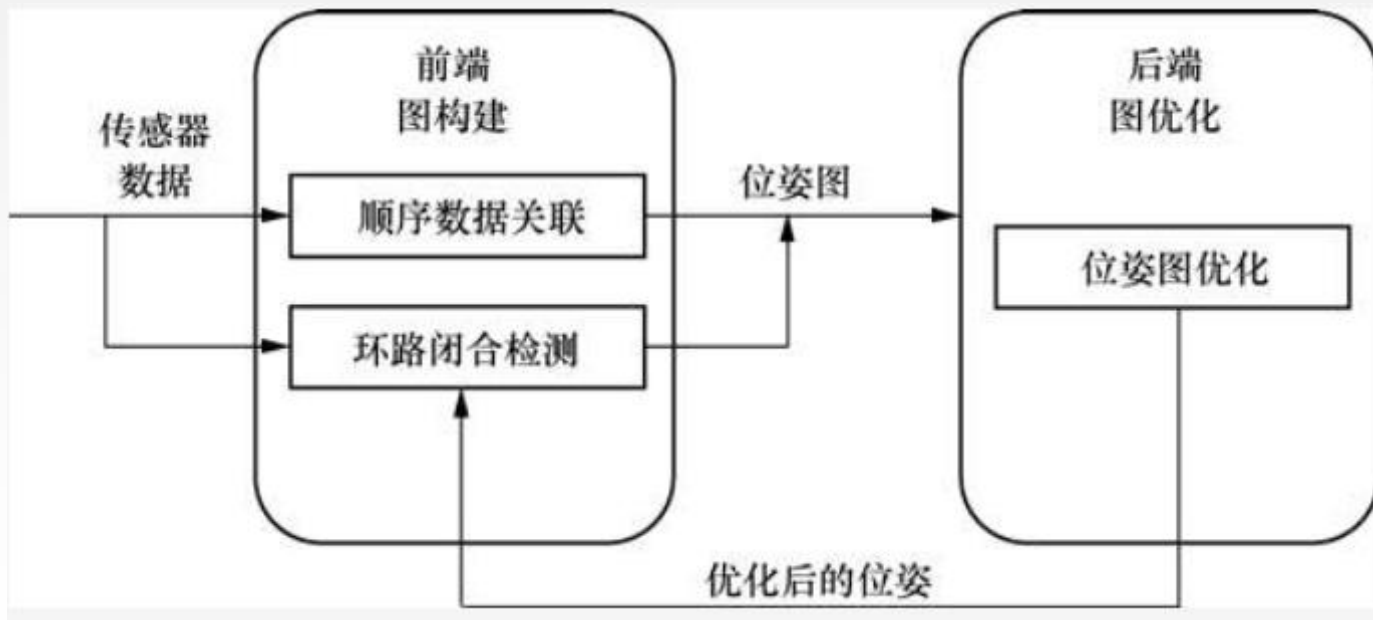 前端
图构建
传感器
数据
顺序数据关联
环路闭合检测
位姿图
后端
图优化
位姿图优化
优化后的位姿